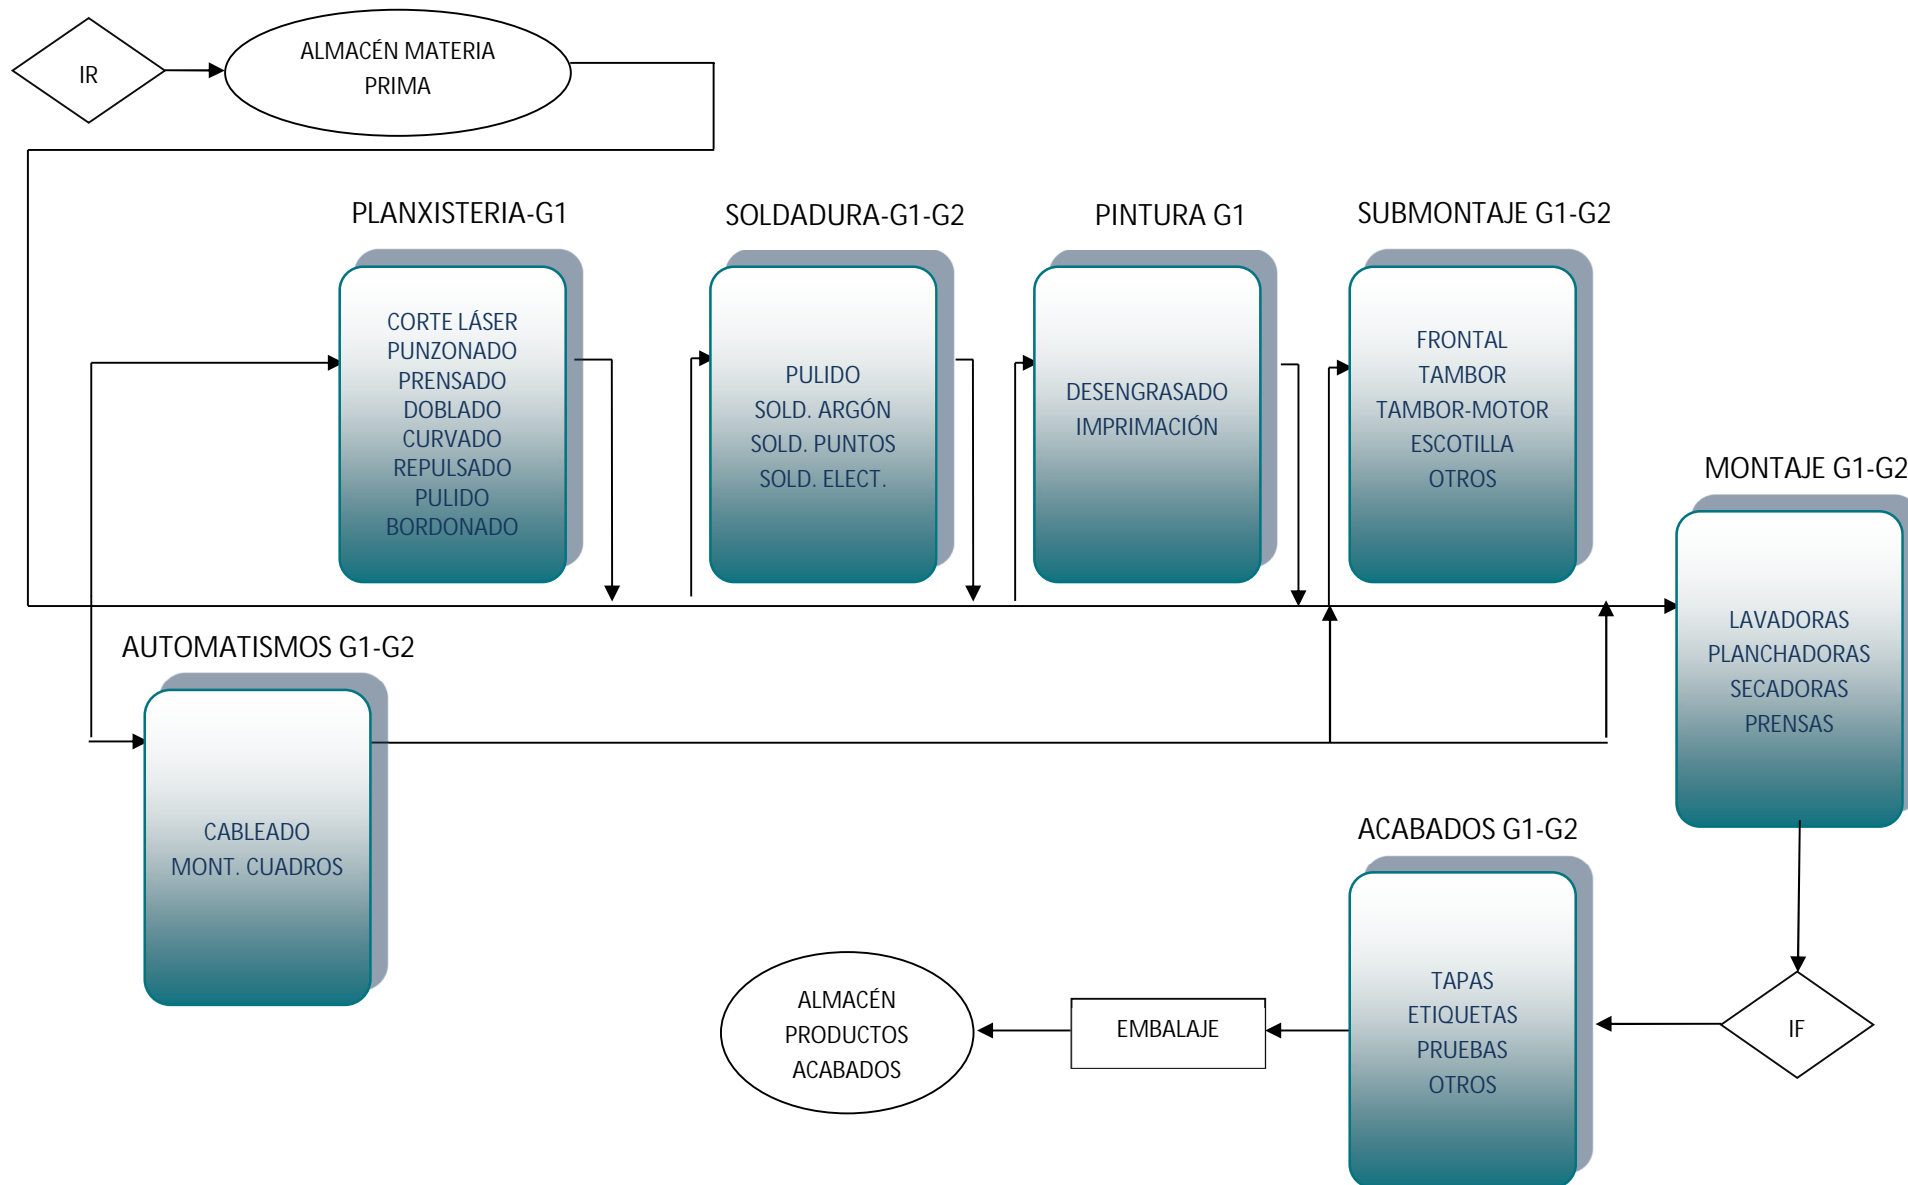 IR
ALMACÉN MATERIA
PRIMA
PLANXISTERIA-G1
CORTE LÁSER
PUNZONADO
PRENSADO
DOBLADO
CURVADO
REPULSADO
PULIDO
BORDONADO
SOLDADURA-G1-G2
PULIDO
SOLD. ARGÓN
SOLD. PUNTOS
SOLD. ELECT.
PINTURA G1
DESENGRASADO
IMPRIMACIÓN
SUBMONTAJE G1-G2
FRONTAL
TAMBOR
TAMBOR-MOTOR
ESCOTILLA
OTROS
MONTAJE G1-G2
LAVADORAS
PLANCHADORAS
SECADORAS
PRENSAS
AUTOMATISMOS G1-G2
CABLEADO
MONT. CUADROS
IF
ACABADOS G1-G2
TAPAS
ETIQUETAS
PRUEBAS
OTROS
EMBALAJE
ALMACÉN
PRODUCTOS
ACABADOS